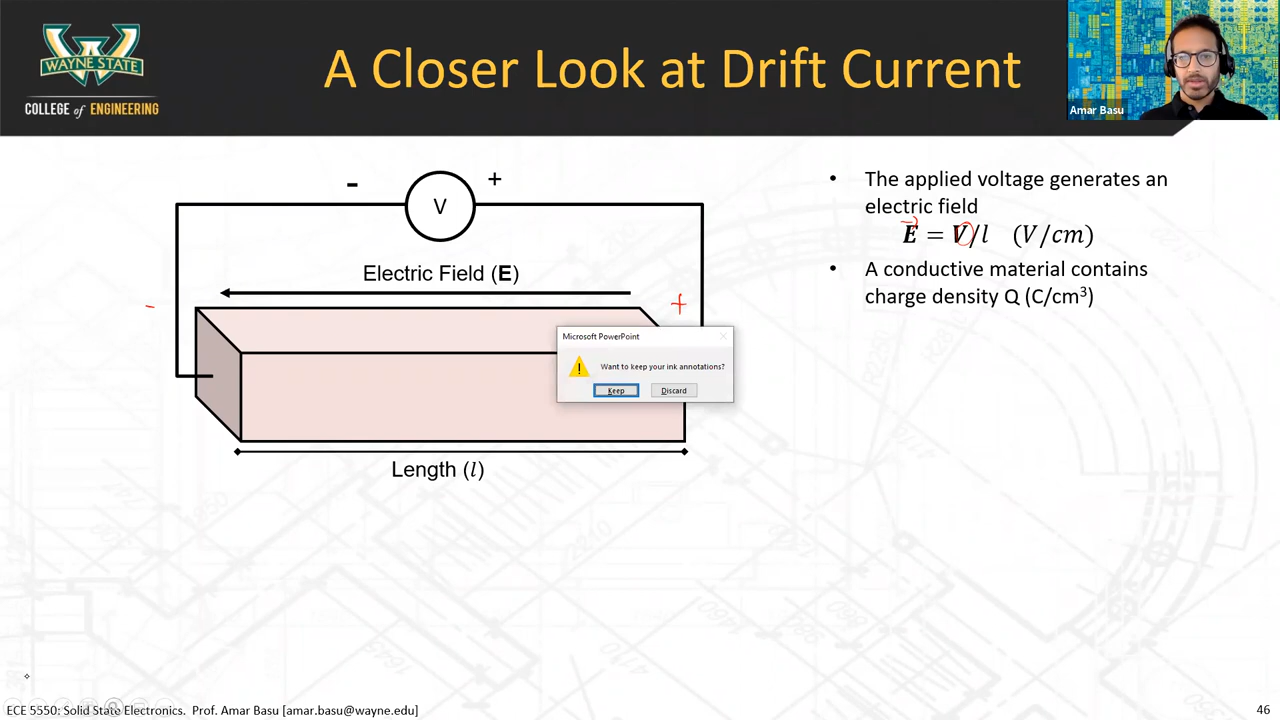 WAYNE STATE
COLLEGE of ENGINEERING
A Closer Look at Drift Current
Amar Basu
- V +
Electric Field (E)
- +
Length (l)
• The applied voltage generates an
electric field
E = V/l (V/cm)
• A conductive material contains
charge density Q (C/cm³)
Microsoft PowerPoint
Want to keep your ink annotations?
Keep Discard
ECE 5550: Solid State Electronics. Prof. Amar Basu [amar.basu@wayne.edu]
46